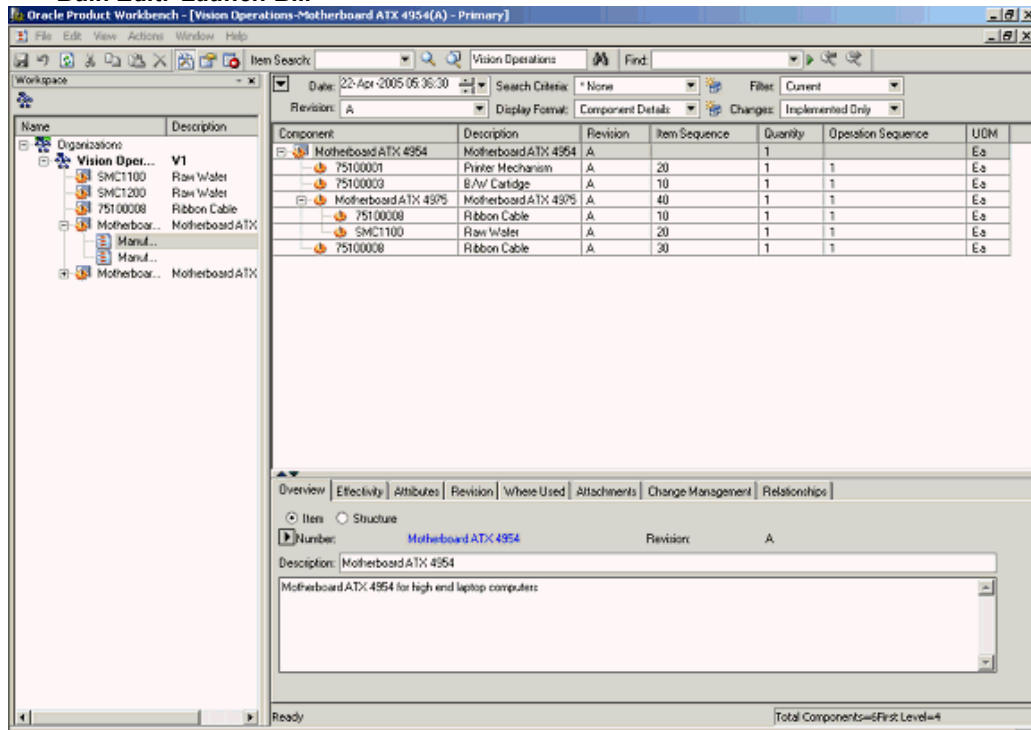 Oracle Product Workbench - [Vision Operations-Motherboard ATX 4954(A) - Primary]
File Edit View Actions Window Help
Item Search: Vision Operations Find:
Workspace
Date: 22-Apr-2005 05:36:30 Search Criteria: * None Filter: Current
Revision: A Display Format: Component Details Changes: Implemented Only
Name Description
Organizations
Vision Oper... V1
SMC1100 Raw Wafer
SMC1200 Raw Wafer
75100008 Ribbon Cable
Motherboar... Motherboard ATX
Manuf...
Manuf...
Motherboar... Motherboard ATX
Component Description Revision Item Sequence Quantity Operation Sequence UOM
Motherboard ATX 4954 Motherboard ATX 4954 A 1 Ea
75100001 Printer Mechanism A 20 1 1 Ea
75100003 B/W Cartidge A 10 1 1 Ea
Motherboard ATX 4975 Motherboard ATX 4975 A 40 1 1 Ea
75100008 Ribbon Cable A 10 1 1 Ea
SMC1100 Raw Wafer A 20 1 1 Ea
75100008 Ribbon Cable A 30 1 1 Ea
Overview Effectivity Attributes Revision Where Used Attachments Change Management Relationships
Item Structure
Number: Motherboard ATX 4954 Revision: A
Description: Motherboard ATX 4954
Motherboard ATX 4954 for high end laptop computers
Ready Total Components=6First Level=4